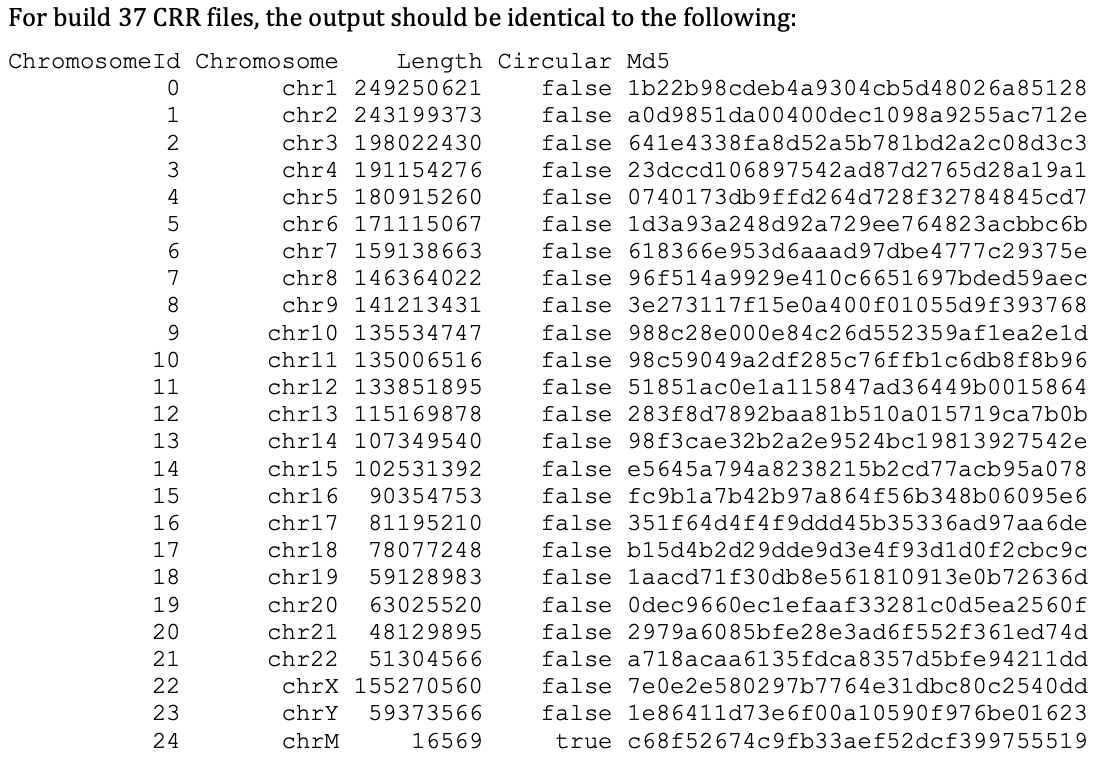 For build 37 CRR files, the output should be identical to the following:
ChromosomeId Chromosome    Length Circular Md5
           0       chr1 249250621    false 1b22b98cdeb4a9304cb5d48026a85128
           1       chr2 243199373    false a0d9851da00400dec1098a9255ac712e
           2       chr3 198022430    false 641e4338fa8d52a5b781bd2a2c08d3c3
           3       chr4 191154276    false 23dccd106897542ad87d2765d28a19a1
           4       chr5 180915260    false 0740173db9ffd264d728f32784845cd7
           5       chr6 171115067    false 1d3a93a248d92a729ee764823acbbc6b
           6       chr7 159138663    false 618366e953d6aaad97dbe4777c29375e
           7       chr8 146364022    false 96f514a9929e410c6651697bded59aec
           8       chr9 141213431    false 3e273117f15e0a400f01055d9f393768
           9      chr10 135534747    false 988c28e000e84c26d552359af1ea2e1d
          10      chr11 135006516    false 98c59049a2df285c76ffb1c6db8f8b96
          11      chr12 133851895    false 51851ac0e1a115847ad36449b0015864
          12      chr13 115169878    false 283f8d7892baa81b510a015719ca7b0b
          13      chr14 107349540    false 98f3cae32b2a2e9524bc19813927542e
          14      chr15 102531392    false e5645a794a8238215b2cd77acb95a078
          15      chr16  90354753    false fc9b1a7b42b97a864f56b348b06095e6
          16      chr17  81195210    false 351f64d4f4f9ddd45b35336ad97aa6de
          17      chr18  78077248    false b15d4b2d29dde9d3e4f93d1d0f2cbc9c
          18      chr19  59128983    false 1aacd71f30db8e561810913e0b72636d
          19      chr20  63025520    false 0dec9660ec1efaaf33281c0d5ea2560f
          20      chr21  48129895    false 2979a6085bfe28e3ad6f552f361ed74d
          21      chr22  51304566    false a718acaa6135fdca8357d5bfe94211dd
          22       chrX 155270560    false 7e0e2e580297b7764e31dbc80c2540dd
          23       chrY  59373566    false 1e86411d73e6f00a10590f976be01623
          24       chrM     16569     true c68f52674c9fb33aef52dcf399755519